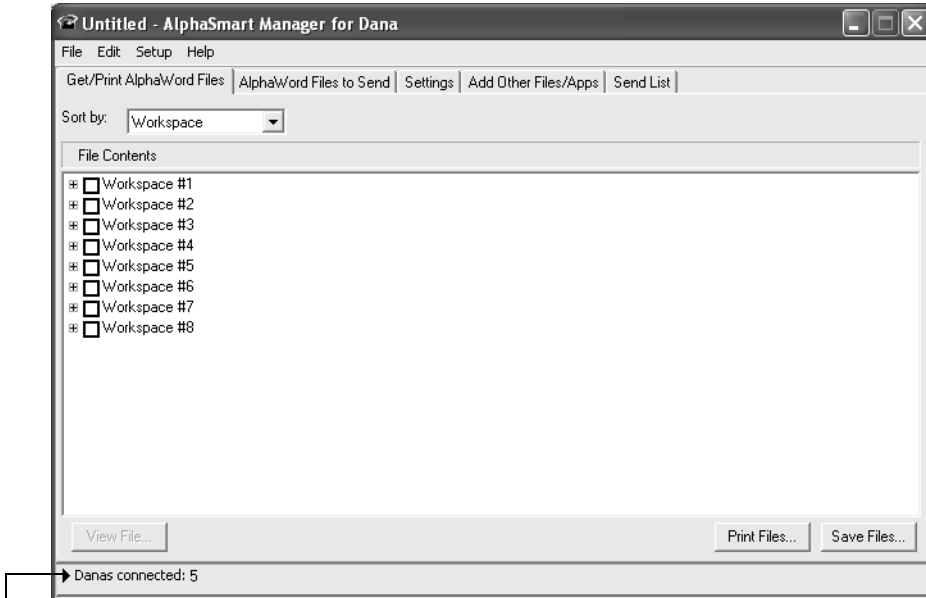 Untitled - AlphaSmart Manager for Dana
File Edit Setup Help
Get/Print AlphaWord Files AlphaWord Files to Send Settings Add Other Files/Apps Send List
Sort by: Workspace
File Contents
Workspace #1
Workspace #2
Workspace #3
Workspace #4
Workspace #5
Workspace #6
Workspace #7
Workspace #8
View File... Print Files... Save Files...
Danas connected: 5